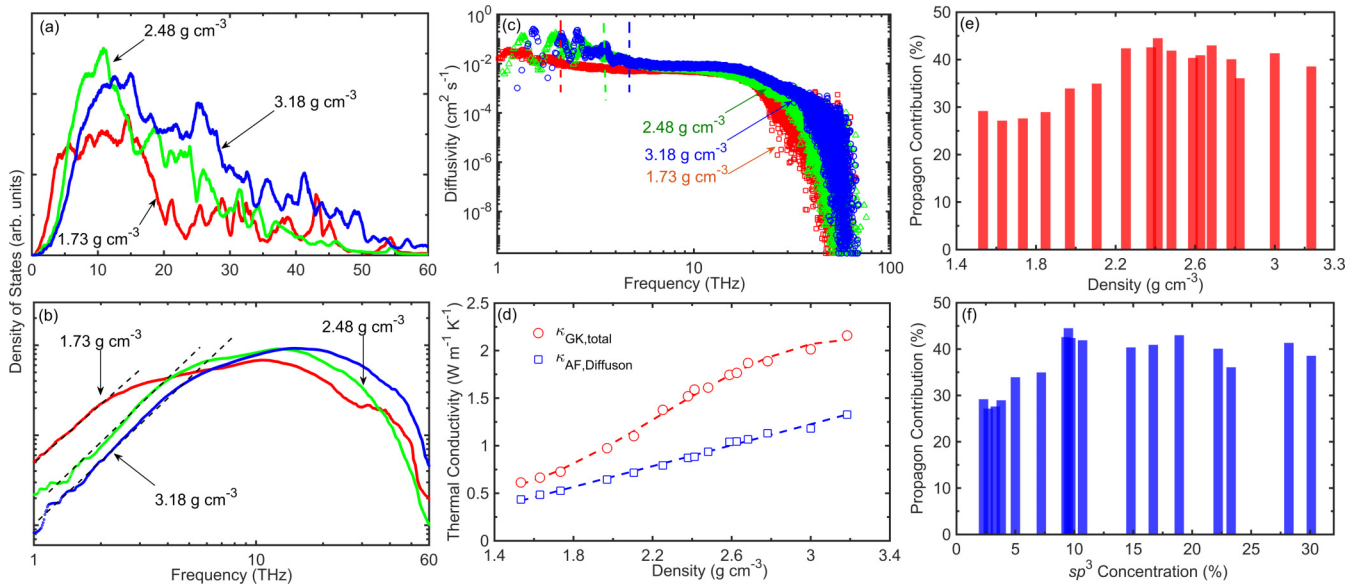 (a)
2.48 g cm⁻³
3.18 g cm⁻³
1.73 g cm⁻³
0 10 20 30 40 50 60
Density of States (arb. units)
(b)
1.73 g cm⁻³
2.48 g cm⁻³
3.18 g cm⁻³
1 10 60
Frequency (THz)
(c)
10⁻²
10⁻⁴
10⁻⁶
10⁻⁸
Diffusivity (cm² s⁻¹)
2.48 g cm⁻³
3.18 g cm⁻³
1.73 g cm⁻³
1 10 100
Frequency (THz)
(d)
2.5
2
1.5
1
0.5
0
Thermal Conductivity (W m⁻¹ K⁻¹)
κGK,total
κAF,Diffuson
1.4 1.8 2.2 2.6 3 3.4
Density (g cm⁻³)
(e)
50
40
30
20
10
0
Propagon Contribution (%)
1.4 1.8 2.2 2.6 3 3.3
Density (g cm⁻³)
(f)
50
40
30
20
10
0
Propagon Contribution (%)
0 5 10 15 20 25 30
sp³ Concentration (%)